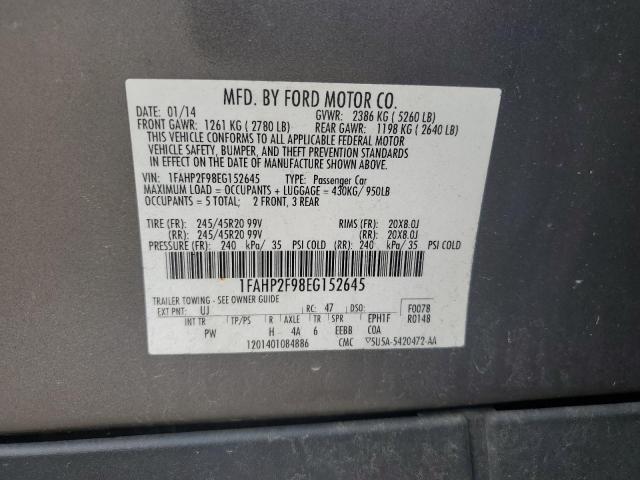 MFD. BY FORD MOTOR CO.
DATE: 01/14 GVWR: 2386 KG ( 5260 LB)
FRONT GAWR: 1261 KG ( 2780 LB) REAR GAWR: 1198 KG ( 2640 LB)
THIS VEHICLE CONFORMS TO ALL APPLICABLE FEDERAL MOTOR
VEHICLE SAFETY, BUMPER, AND THEFT PREVENTION STANDARDS
IN EFFECT ON THE DATE OF MANUFACTURE SHOWN ABOVE.
VIN: 1FAHP2F98EG152645 TYPE: Passenger Car
MAXIMUM LOAD = OCCUPANTS + LUGGAGE = 430KG/ 950LB
OCCUPANTS = 5 TOTAL; 2 FRONT, 3 REAR
TIRE (FR): 245/45R20 99V RIMS (FR): 20X8.0J
(RR): 245/45R20 99V (RR): 20X8.0J
PRESSURE (FR): 240 kPa/ 35 PSI COLD (RR): 240 kPa/ 35 PSI COLD
1FAHP2F98EG152645
TRAILER TOWING - SEE OWNER GUIDE
EXT PNT: UJ RC: 47 DSO: F0078
INT TR TP/PS R AXLE TR SPR EPH1F R0148
PW H 4A 6 EEBB COA
1201401084886 CMC 5U5A-5420472-AA